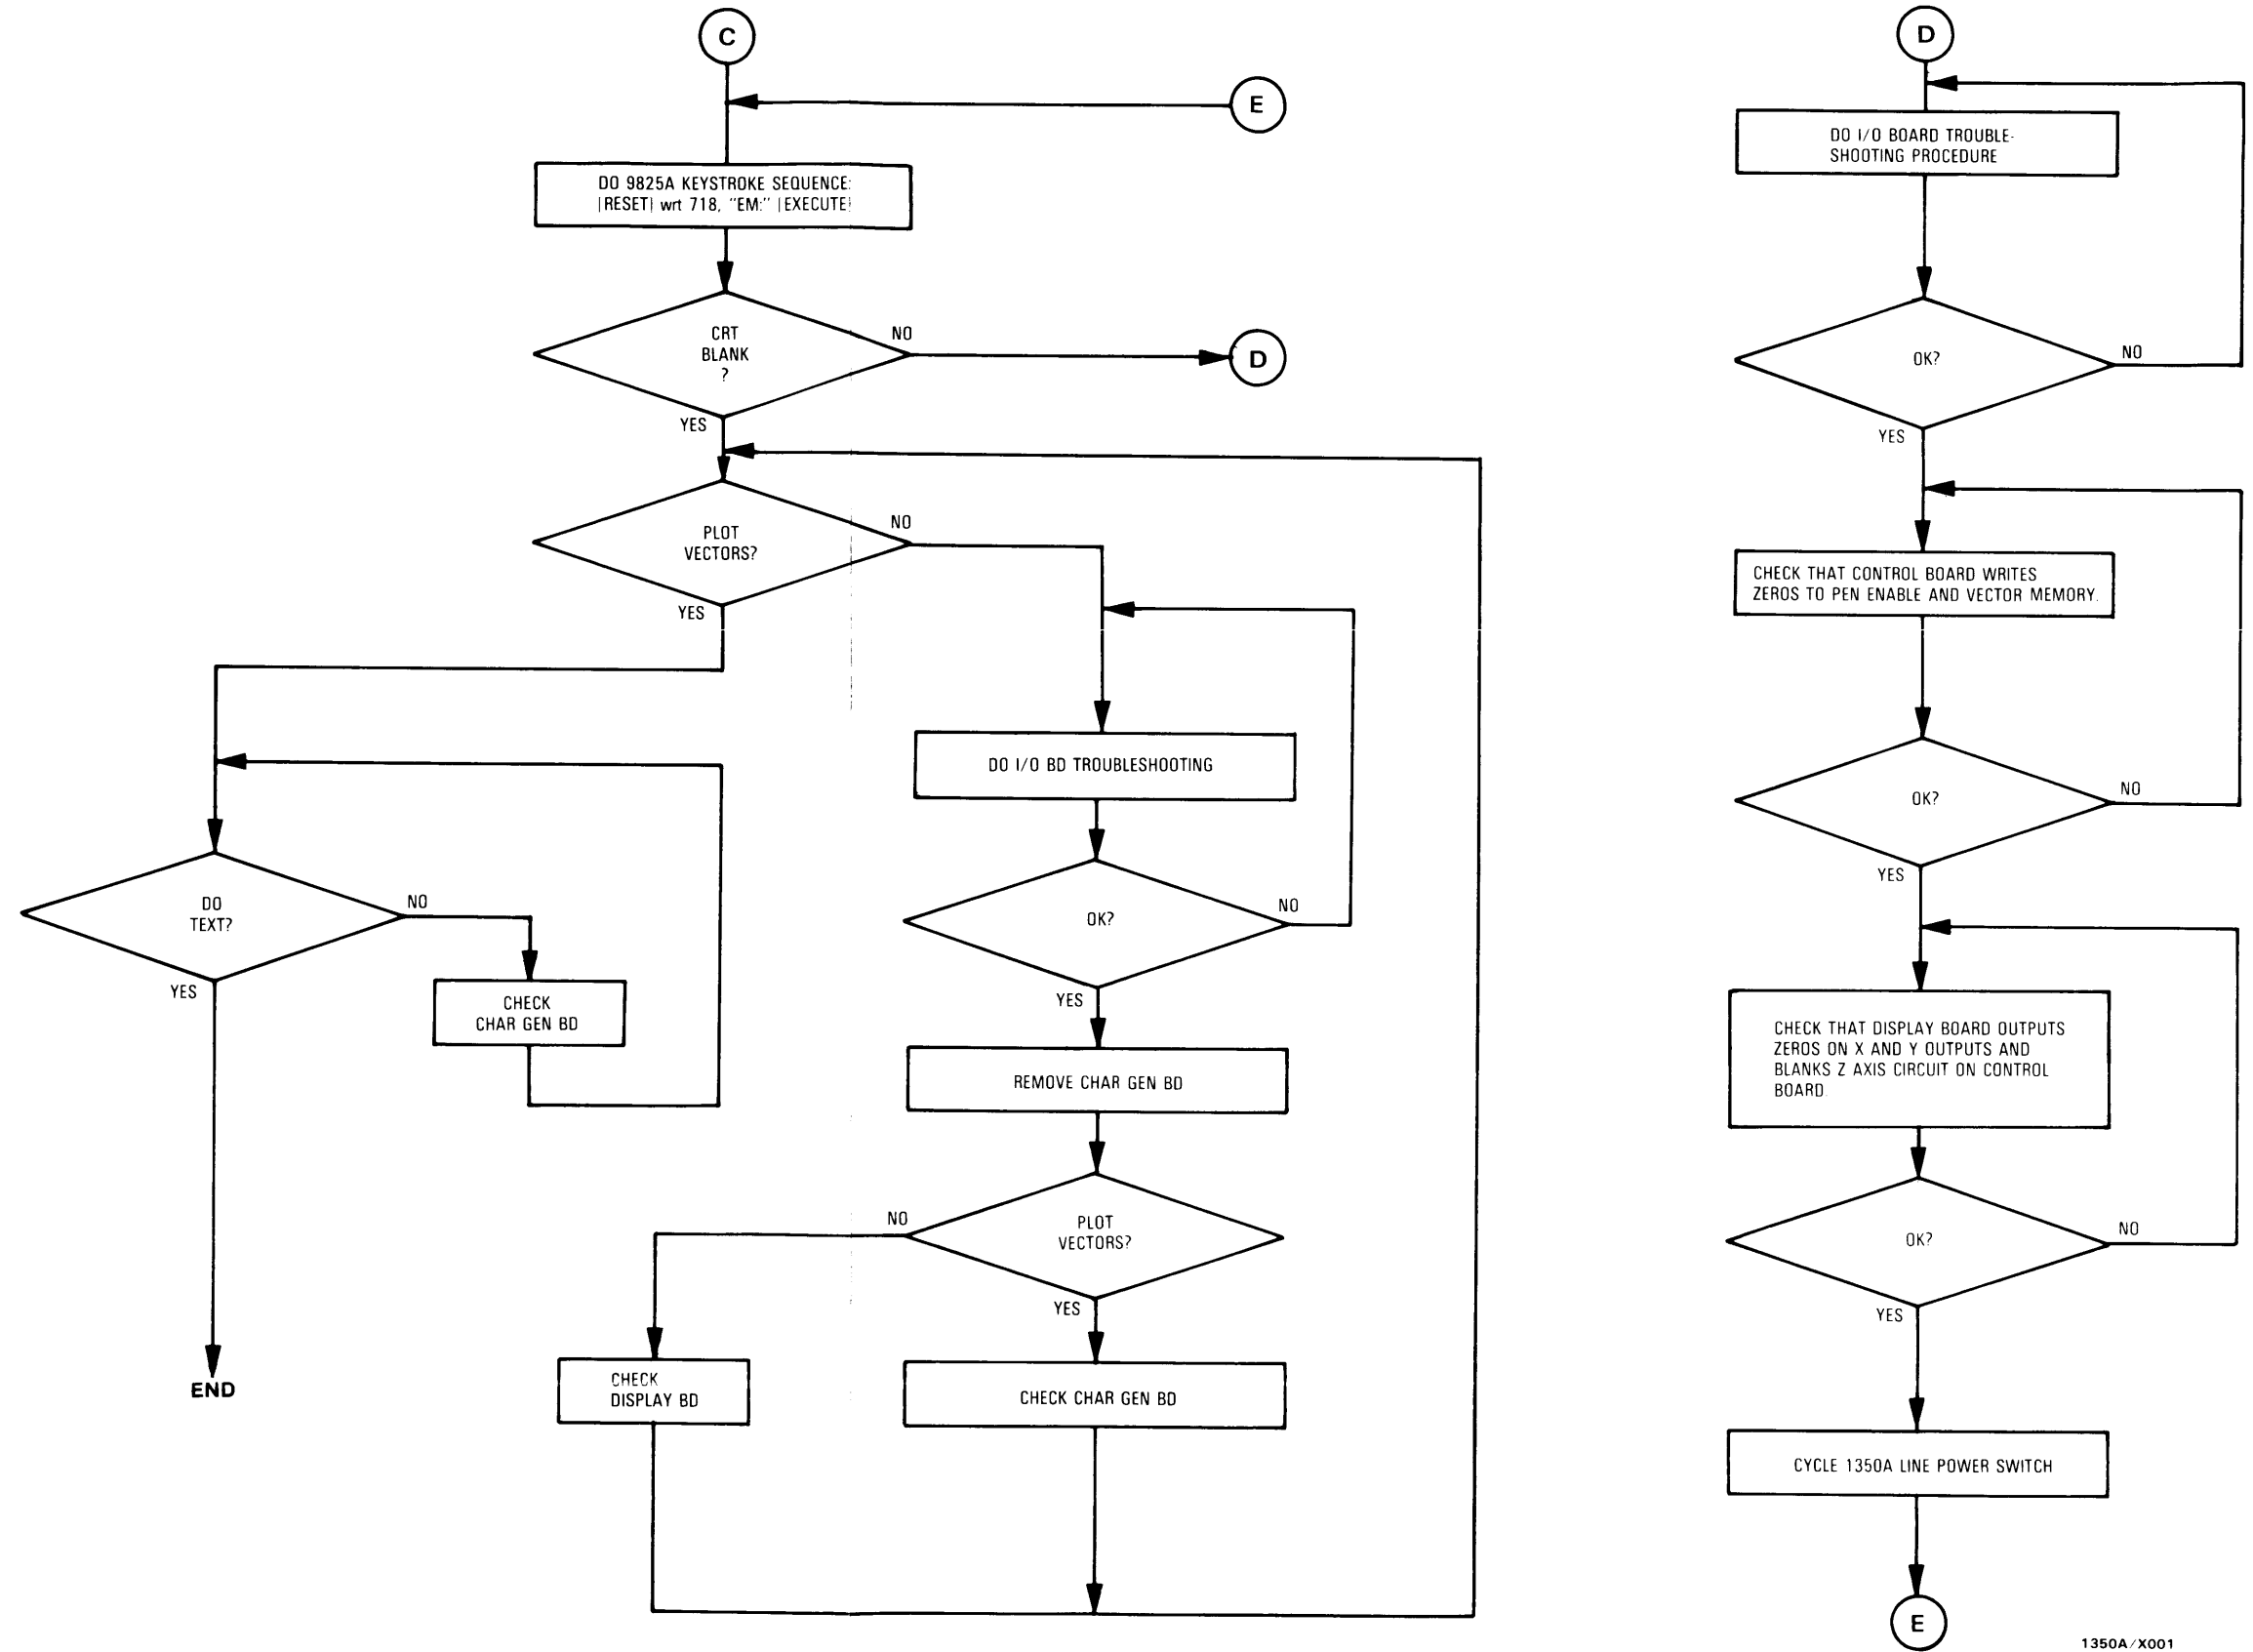 C
E
DO 9825A KEYSTROKE SEQUENCE:
|RESET| wrt 718, "EM:" |EXECUTE|
CRT
BLANK
?
NO
D
YES
PLOT
VECTORS?
NO
YES
DO I/O BD TROUBLESHOOTING
OK?
NO
YES
DO
TEXT?
NO
YES
CHECK
CHAR GEN BD
REMOVE CHAR GEN BD
PLOT
VECTORS?
NO
YES
CHECK
DISPLAY BD
CHECK CHAR GEN BD
END
D
DO I/O BOARD TROUBLE-
SHOOTING PROCEDURE
OK?
NO
YES
CHECK THAT CONTROL BOARD WRITES
ZEROS TO PEN ENABLE AND VECTOR MEMORY.
OK?
NO
YES
CHECK THAT DISPLAY BOARD OUTPUTS
ZEROS ON X AND Y OUTPUTS AND
BLANKS Z AXIS CIRCUIT ON CONTROL
BOARD.
OK?
NO
YES
CYCLE 1350A LINE POWER SWITCH
E
1350A/X001